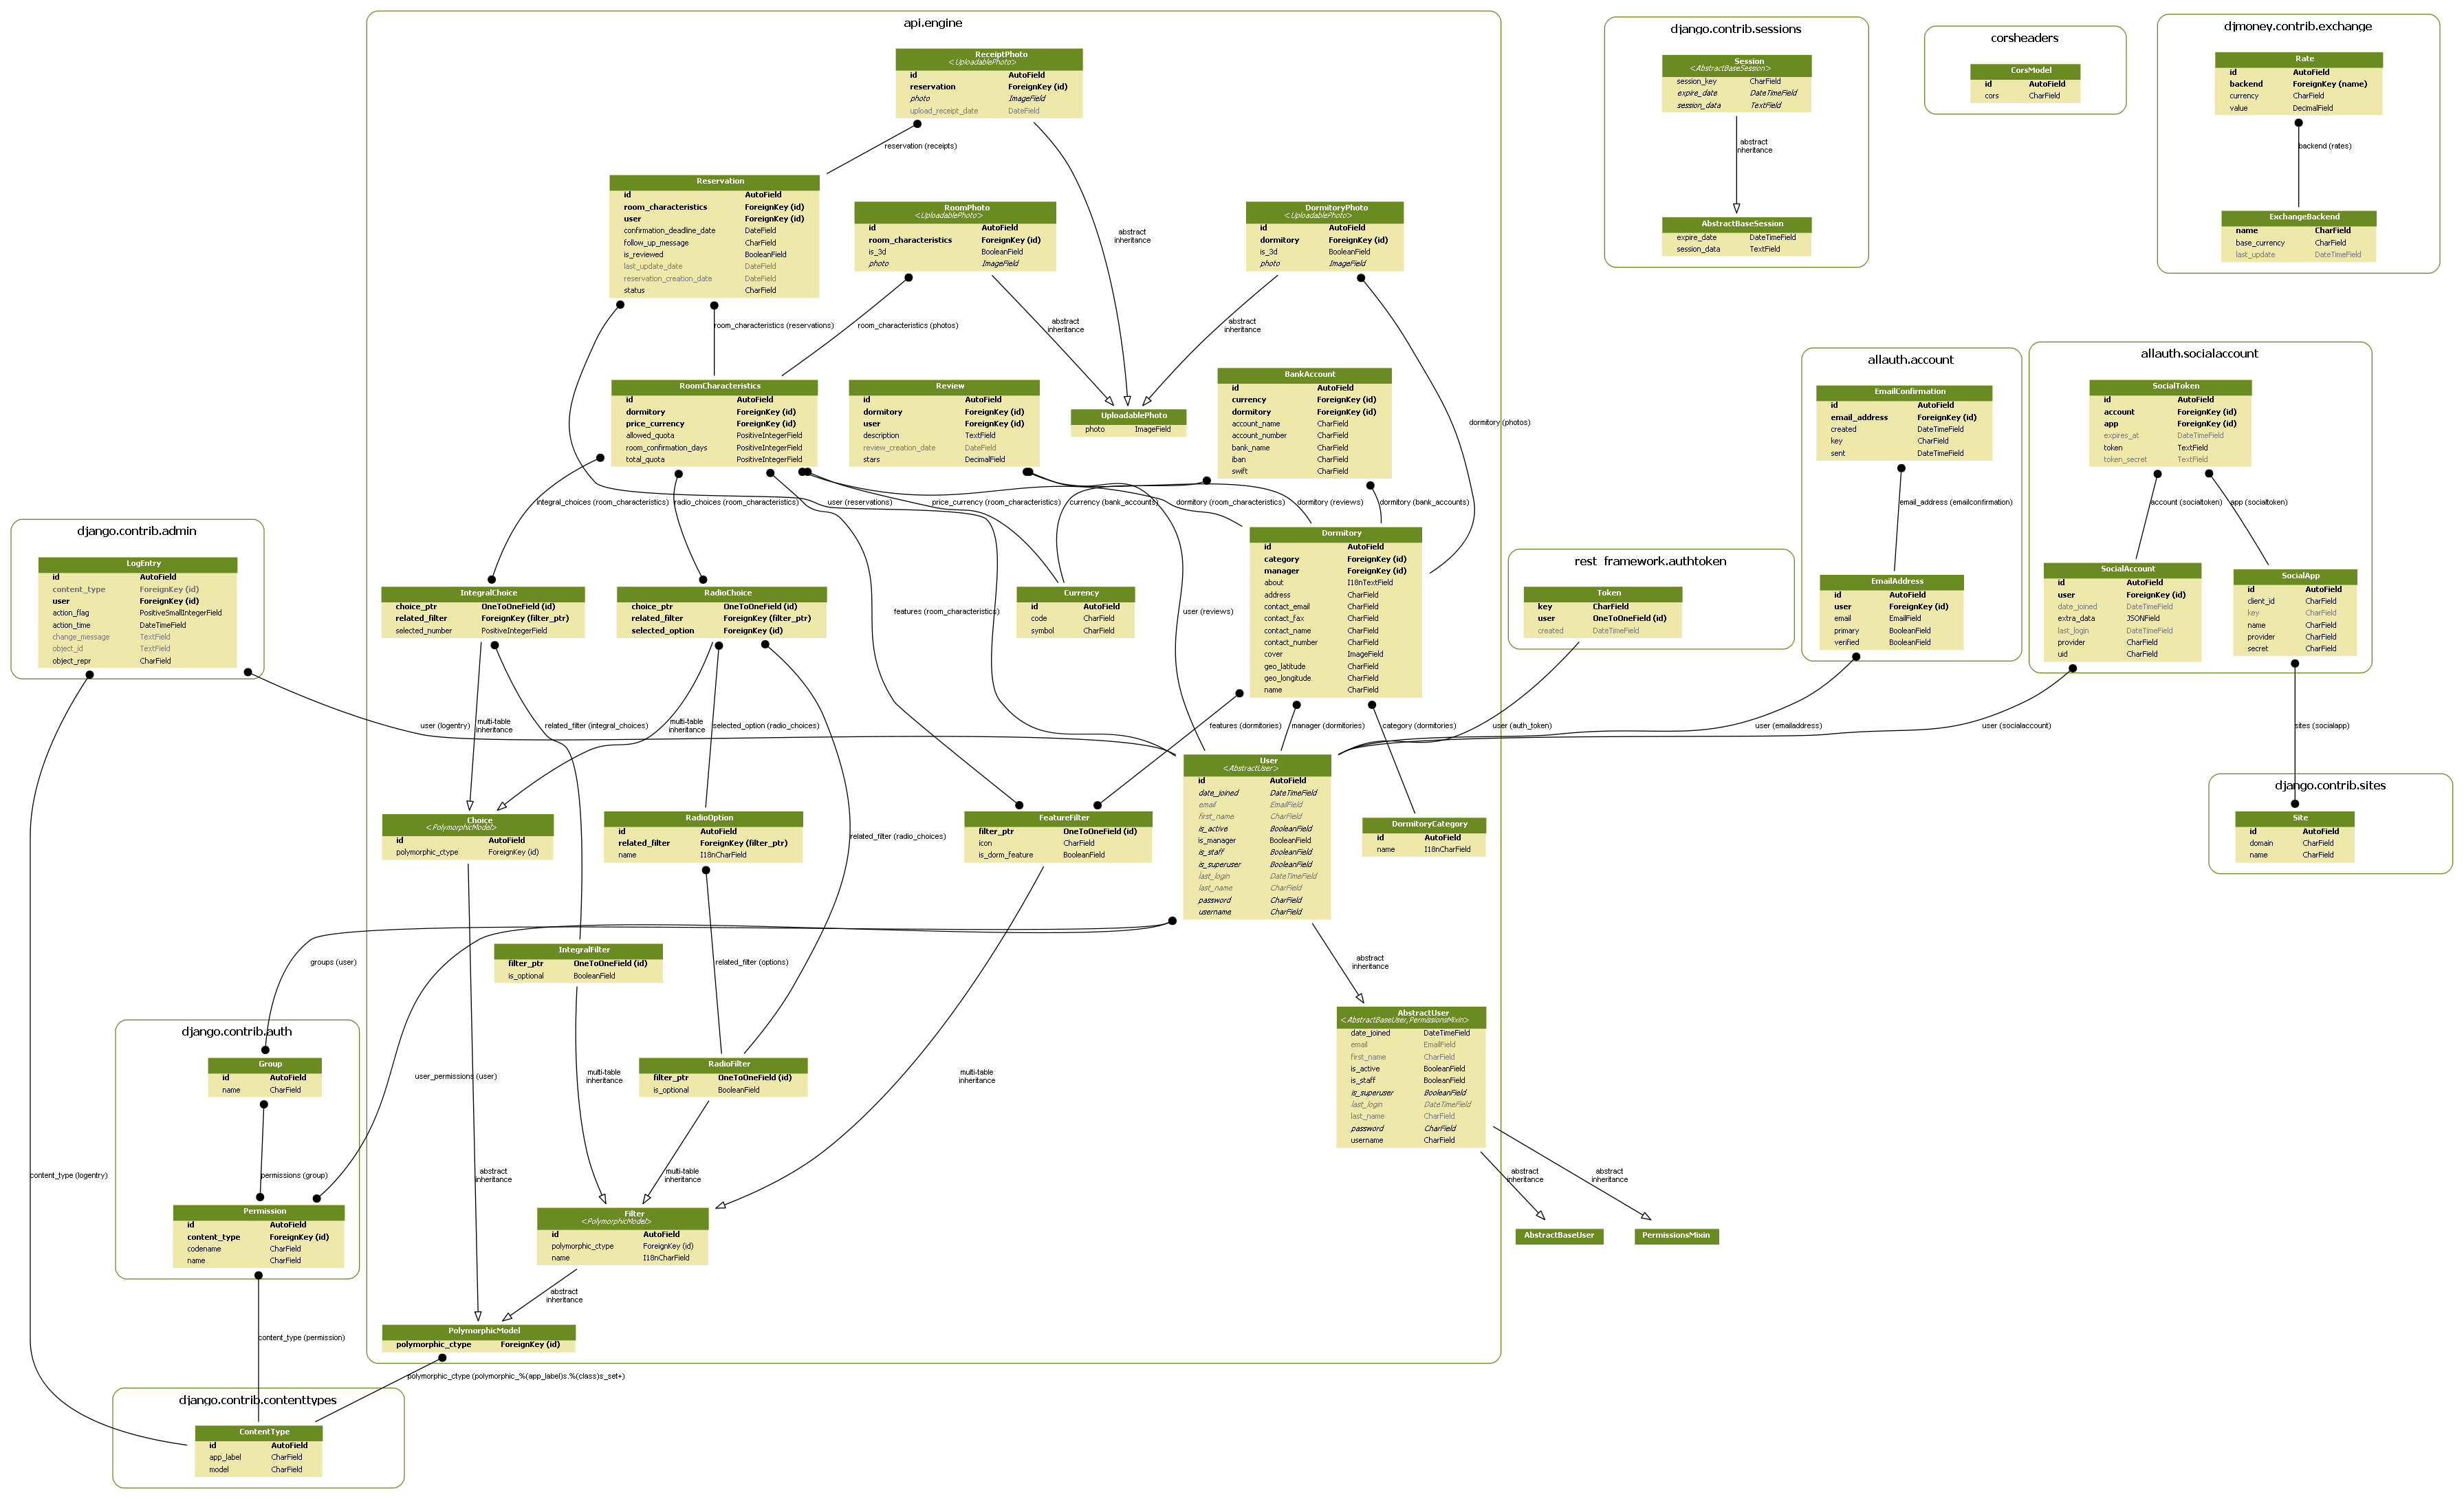 api.engine
ReceiptPhoto
<UploadablePhoto>
id AutoField
reservation ForeignKey (id)
photo ImageField
upload_receipt_date DateField
reservation (receipts)
Reservation
id AutoField
room_characteristics ForeignKey (id)
user ForeignKey (id)
confirmation_deadline_date DateField
follow_up_message CharField
is_reviewed BooleanField
last_update_date DateField
reservation_creation_date DateField
status CharField
RoomPhoto
<UploadablePhoto>
id AutoField
room_characteristics ForeignKey (id)
is_3d BooleanField
photo ImageField
abstract
inheritance
DormitoryPhoto
<UploadablePhoto>
id AutoField
dormitory ForeignKey (id)
is_3d BooleanField
photo ImageField
room_characteristics (reservations)
room_characteristics (photos)
abstract
inheritance
abstract
inheritance
RoomCharacteristics
id AutoField
dormitory ForeignKey (id)
price_currency ForeignKey (id)
allowed_quota PositiveIntegerField
room_confirmation_days PositiveIntegerField
total_quota PositiveIntegerField
Review
id AutoField
dormitory ForeignKey (id)
user ForeignKey (id)
description TextField
review_creation_date DateField
stars DecimalField
UploadablePhoto
photo ImageField
BankAccount
id AutoField
currency ForeignKey (id)
dormitory ForeignKey (id)
account_name CharField
account_number CharField
bank_name CharField
iban CharField
swift CharField
dormitory (photos)
integral_choices (room_characteristics)
radio_choices (room_characteristics)
user (reservations)
price_currency (room_characteristics)
currency (bank_accounts)
dormitory (room_characteristics)
dormitory (reviews)
dormitory (bank_accounts)
Dormitory
id AutoField
category ForeignKey (id)
manager ForeignKey (id)
about I18nTextField
address CharField
contact_email CharField
contact_fax CharField
contact_name CharField
contact_number CharField
cover ImageField
geo_latitude CharField
geo_longitude CharField
name CharField
IntegralChoice
choice_ptr OneToOneField (id)
related_filter ForeignKey (filter_ptr)
selected_number PositiveIntegerField
RadioChoice
choice_ptr OneToOneField (id)
related_filter ForeignKey (filter_ptr)
selected_option ForeignKey (id)
features (room_characteristics)
Currency
id AutoField
code CharField
symbol CharField
user (reviews)
user (logentry)
multi-table
inheritance
related_filter (integral_choices)
multi-table
inheritance
selected_option (radio_choices)
features (dormitories)
manager (dormitories)
category (dormitories)
user (auth_token)
user (emailaddress)
user (socialaccount)
User
<AbstractUser>
id AutoField
date_joined DateTimeField
email EmailField
first_name CharField
is_active BooleanField
is_manager BooleanField
is_staff BooleanField
is_superuser BooleanField
last_login DateTimeField
last_name CharField
password CharField
username CharField
Choice
<PolymorphicModel>
id AutoField
polymorphic_ctype ForeignKey (id)
RadioOption
id AutoField
related_filter ForeignKey (filter_ptr)
name I18nCharField
related_filter (radio_choices)
FeatureFilter
filter_ptr OneToOneField (id)
icon CharField
is_dorm_feature BooleanField
DormitoryCategory
id AutoField
name I18nCharField
IntegralFilter
filter_ptr OneToOneField (id)
is_optional BooleanField
related_filter (options)
abstract
inheritance
groups (user)
user_permissions (user)
multi-table
inheritance
RadioFilter
filter_ptr OneToOneField (id)
is_optional BooleanField
multi-table
inheritance
AbstractUser
<AbstractBaseUser,PermissionsMixin>
date_joined DateTimeField
email EmailField
first_name CharField
is_active BooleanField
is_staff BooleanField
is_superuser BooleanField
last_login DateTimeField
last_name CharField
password CharField
username CharField
abstract
inheritance
multi-table
inheritance
abstract
inheritance
abstract
inheritance
AbstractBaseUser
PermissionsMixin
Filter
<PolymorphicModel>
id AutoField
polymorphic_ctype ForeignKey (id)
name I18nCharField
abstract
inheritance
PolymorphicModel
polymorphic_ctype ForeignKey (id)
polymorphic_ctype (polymorphic_%(app_label)s.%(class)s_set+)
django.contrib.admin
LogEntry
id AutoField
content_type ForeignKey (id)
user ForeignKey (id)
action_flag PositiveSmallIntegerField
action_time DateTimeField
change_message TextField
object_id TextField
object_repr CharField
content_type (logentry)
django.contrib.auth
Group
id AutoField
name CharField
permissions (group)
Permission
id AutoField
content_type ForeignKey (id)
codename CharField
name CharField
content_type (permission)
django.contrib.contenttypes
ContentType
id AutoField
app_label CharField
model CharField
django.contrib.sessions
Session
<AbstractBaseSession>
session_key CharField
expire_date DateTimeField
session_data TextField
abstract
inheritance
AbstractBaseSession
expire_date DateTimeField
session_data TextField
corsheaders
CorsModel
id AutoField
cors CharField
djmoney.contrib.exchange
Rate
id AutoField
backend ForeignKey (name)
currency CharField
value DecimalField
backend (rates)
ExchangeBackend
name CharField
base_currency CharField
last_update DateTimeField
allauth.account
EmailConfirmation
id AutoField
email_address ForeignKey (id)
created DateTimeField
key CharField
sent DateTimeField
email_address (emailconfirmation)
EmailAddress
id AutoField
user ForeignKey (id)
email EmailField
primary BooleanField
verified BooleanField
allauth.socialaccount
SocialToken
id AutoField
account ForeignKey (id)
app ForeignKey (id)
expires_at DateTimeField
token TextField
token_secret TextField
account (socialtoken)
app (socialtoken)
SocialAccount
id AutoField
user ForeignKey (id)
date_joined DateTimeField
extra_data JSONField
last_login DateTimeField
provider CharField
uid CharField
SocialApp
id AutoField
client_id CharField
key CharField
name CharField
provider CharField
secret CharField
sites (socialapp)
rest_framework.authtoken
Token
key CharField
user OneToOneField (id)
created DateTimeField
django.contrib.sites
Site
id AutoField
domain CharField
name CharField